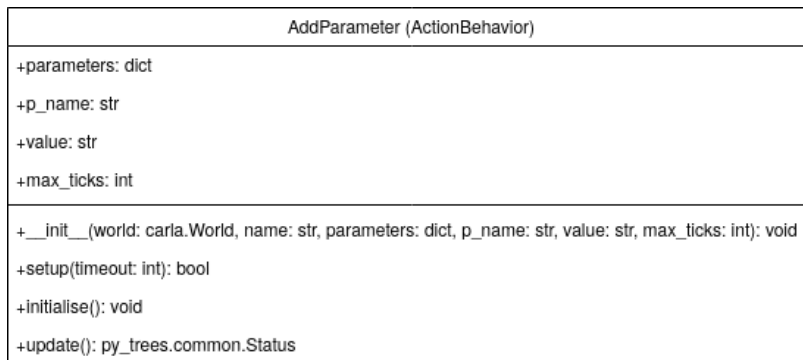 AddParameter (ActionBehavior)
+parameters: dict
+p_name: str
+value: str
+max_ticks: int
+__init__(world: carla.World, name: str, parameters: dict, p_name: str, value: str, max_ticks: int): void
+setup(timeout: int): bool
+initialise(): void
+update(): py_trees.common.Status